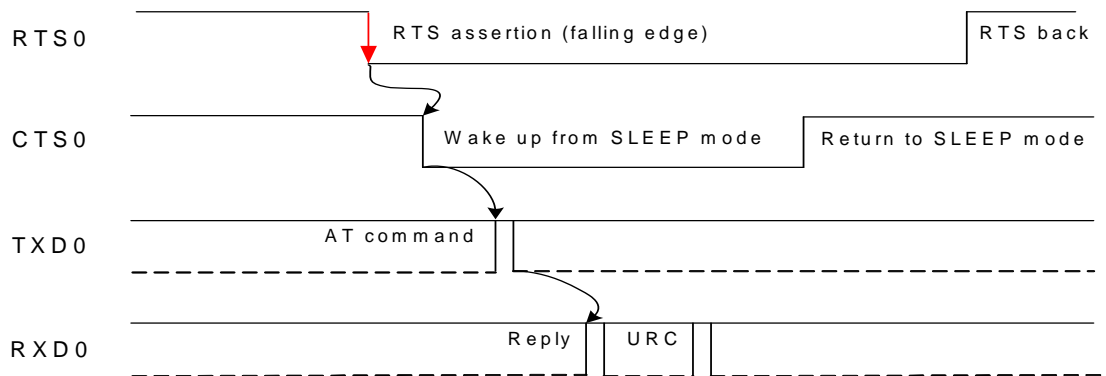 RTS0
RTS assertion (falling edge)
RTS back
CTS0
Wake up from SLEEP mode
Return to SLEEP mode
TXD0
AT command
RXD0
Reply
URC